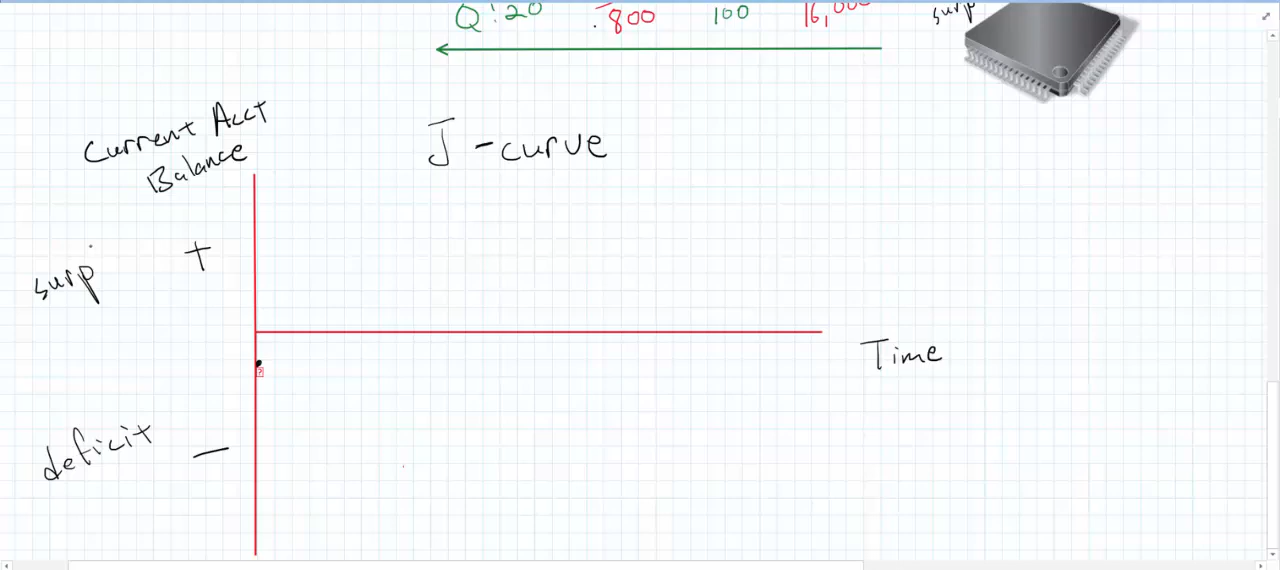 Q: 20 800 100 16,000 surp
Current Acct
Balance
J-curve
surp +
Time
deficit -